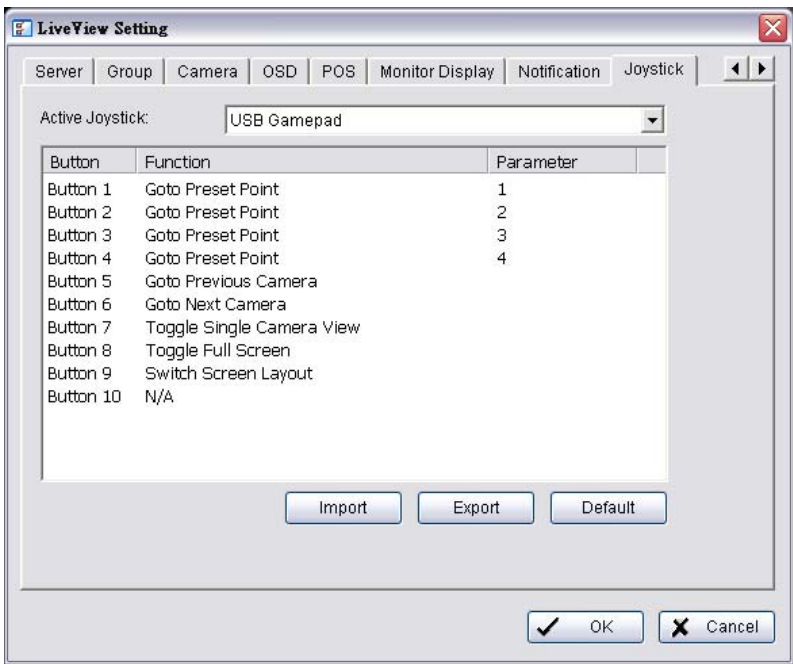 LiveView Setting
Server Group Camera OSD POS Monitor Display Notification Joystick
Active Joystick: USB Gamepad
Button Function Parameter
Button 1 Goto Preset Point 1
Button 2 Goto Preset Point 2
Button 3 Goto Preset Point 3
Button 4 Goto Preset Point 4
Button 5 Goto Previous Camera
Button 6 Goto Next Camera
Button 7 Toggle Single Camera View
Button 8 Toggle Full Screen
Button 9 Switch Screen Layout
Button 10 N/A
Import Export Default
OK Cancel